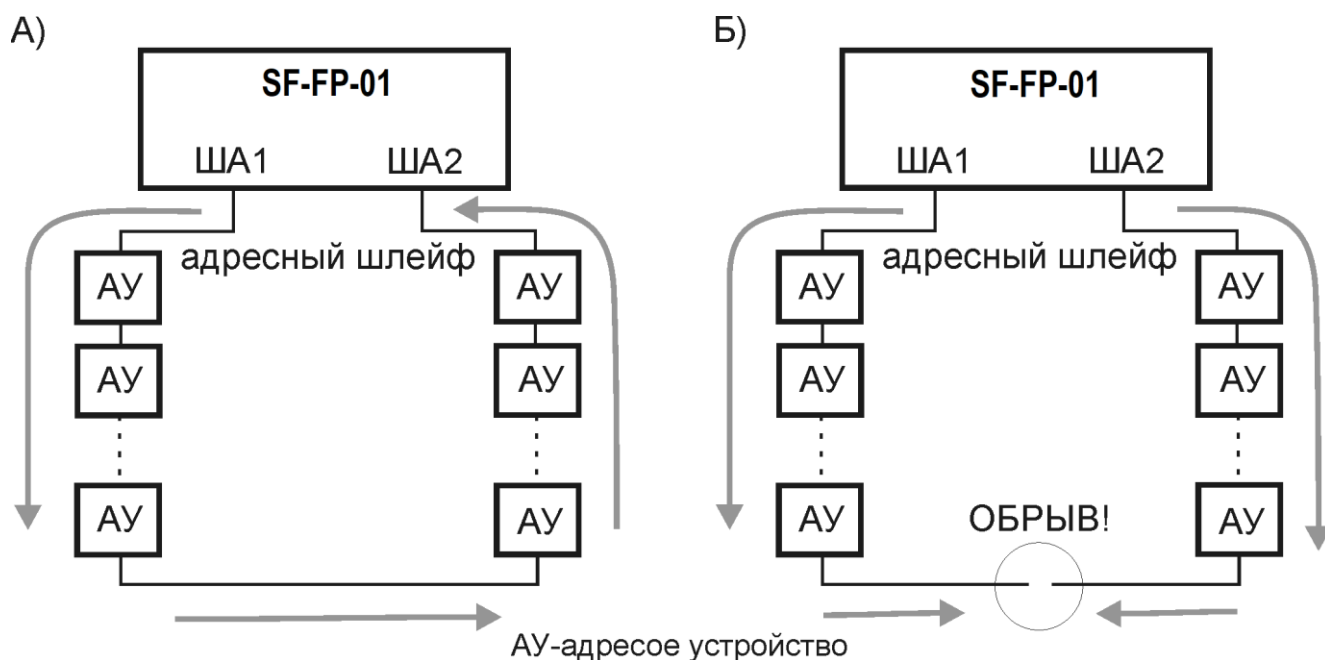 А)
SF-FP-01
ША1 ША2
адресный шлейф
АУ АУ
АУ АУ
АУ АУ
Б)
SF-FP-01
ША1 ША2
адресный шлейф
АУ АУ
АУ АУ
ОБРЫВ!
АУ АУ
АУ-адресое устройство